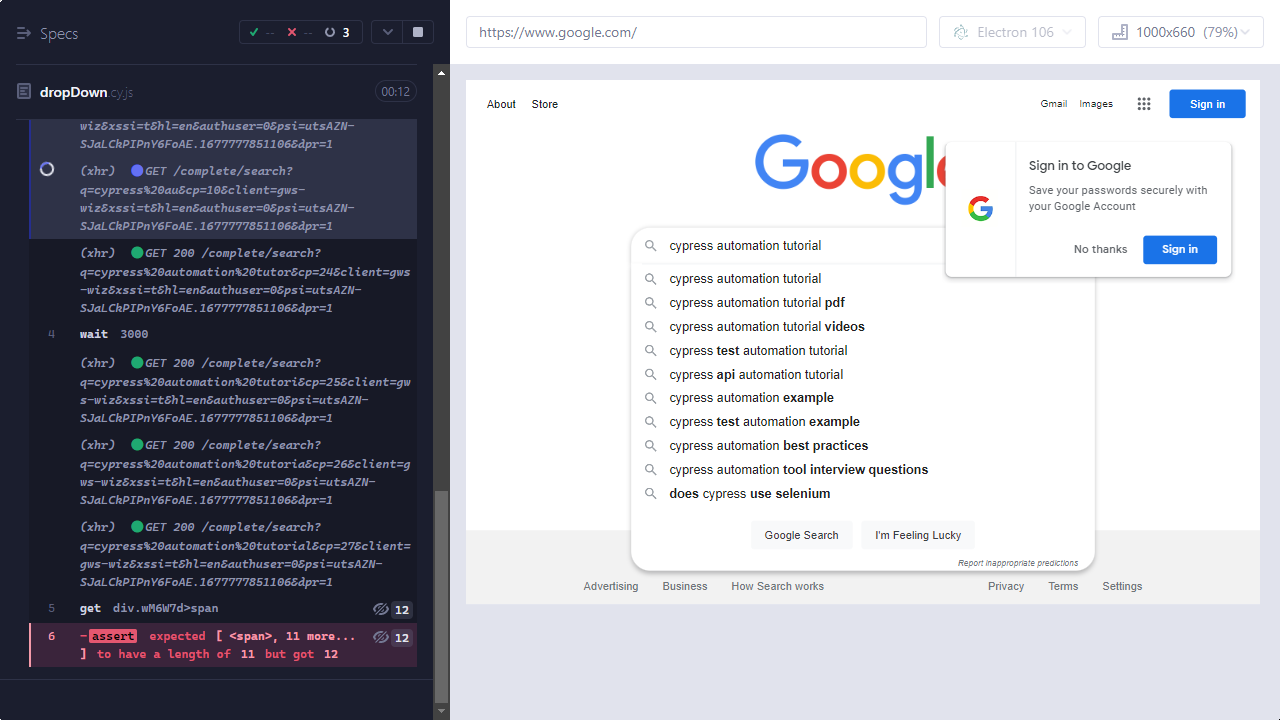 Specs
--
--
3
dropDown.cy.js
00:12
wiz&xssi=t&hl=en&authuser=0&psi=utsAZN-
SJaLCkPIPnY6FoAE.1677777851106&dpr=1
(xhr) GET /complete/search?
q=cypress%20au&cp=10&client=gws-
wiz&xssi=t&hl=en&authuser=0&psi=utsAZN-
SJaLCkPIPnY6FoAE.1677777851106&dpr=1
(xhr) GET 200 /complete/search?
q=cypress%20automation%20tutor&cp=24&client=gws
-wiz&xssi=t&hl=en&authuser=0&psi=utsAZN-
SJaLCkPIPnY6FoAE.1677777851106&dpr=1
4 wait 3000
(xhr) GET 200 /complete/search?
q=cypress%20automation%20tutori&cp=25&client=gw
s-wiz&xssi=t&hl=en&authuser=0&psi=utsAZN-
SJaLCkPIPnY6FoAE.1677777851106&dpr=1
(xhr) GET 200 /complete/search?
q=cypress%20automation%20tutoria&cp=26&client=g
ws-wiz&xssi=t&hl=en&authuser=0&psi=utsAZN-
SJaLCkPIPnY6FoAE.1677777851106&dpr=1
(xhr) GET 200 /complete/search?
q=cypress%20automation%20tutorial&cp=27&client=
gws-wiz&xssi=t&hl=en&authuser=0&psi=utsAZN-
SJaLCkPIPnY6FoAE.1677777851106&dpr=1
5 get div.wM6W7d>span 12
6 -assert expected [ <span>, 11 more... 12
] to have a length of 11 but got 12
https://www.google.com/
Electron 106
1000x660 (79%)
About Store
Gmail Images
Sign in
Google
Sign in to Google
Save your passwords securely with
your Google Account
No thanks Sign in
cypress automation tutorial
cypress automation tutorial
cypress automation tutorial pdf
cypress automation tutorial videos
cypress test automation tutorial
cypress api automation tutorial
cypress automation example
cypress test automation example
cypress automation best practices
cypress automation tool interview questions
does cypress use selenium
Google Search I'm Feeling Lucky
Report inappropriate predictions
Advertising Business How Search works Privacy Terms Settings